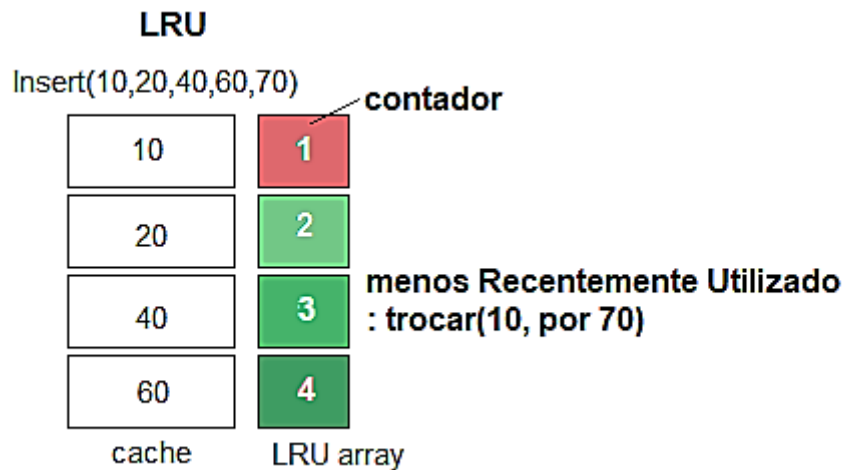 LRU
Insert(10,20,40,60,70)
contador
10 1
20 2
menos Recentemente Utilizado
40 3
: trocar(10, por 70)
60 4
cache LRU array